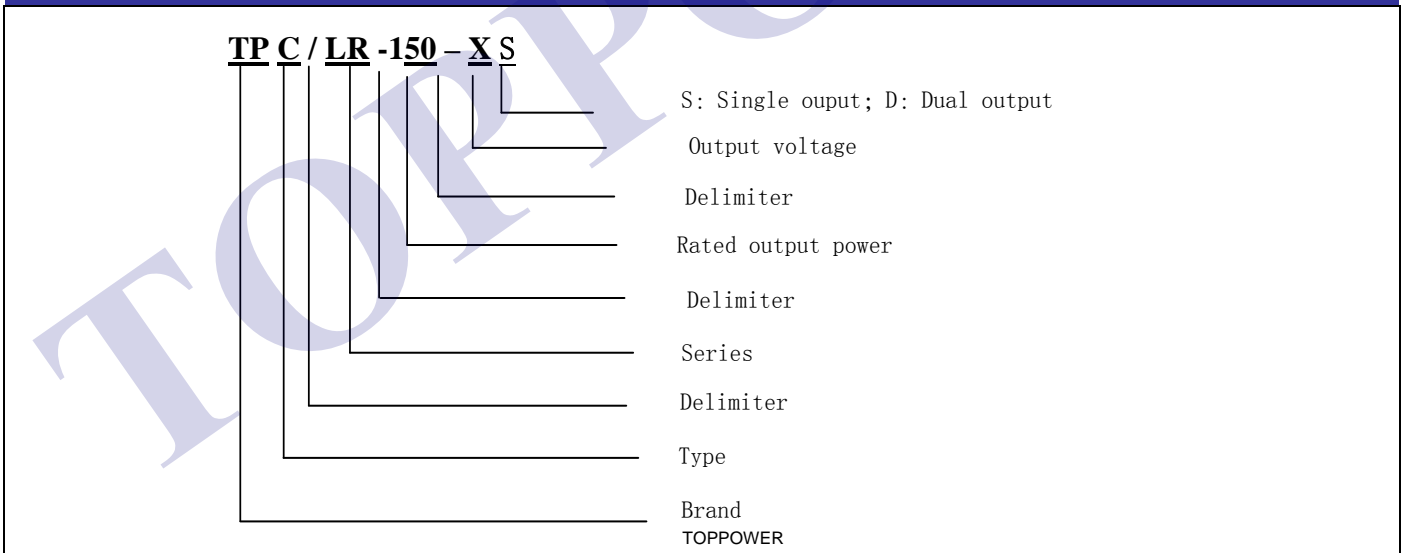 TP C / LR -150 – X S
S: Single ouput; D: Dual output
Output voltage
Delimiter
Rated output power
Delimiter
Series
Delimiter
Type
Brand
TOPPOWER